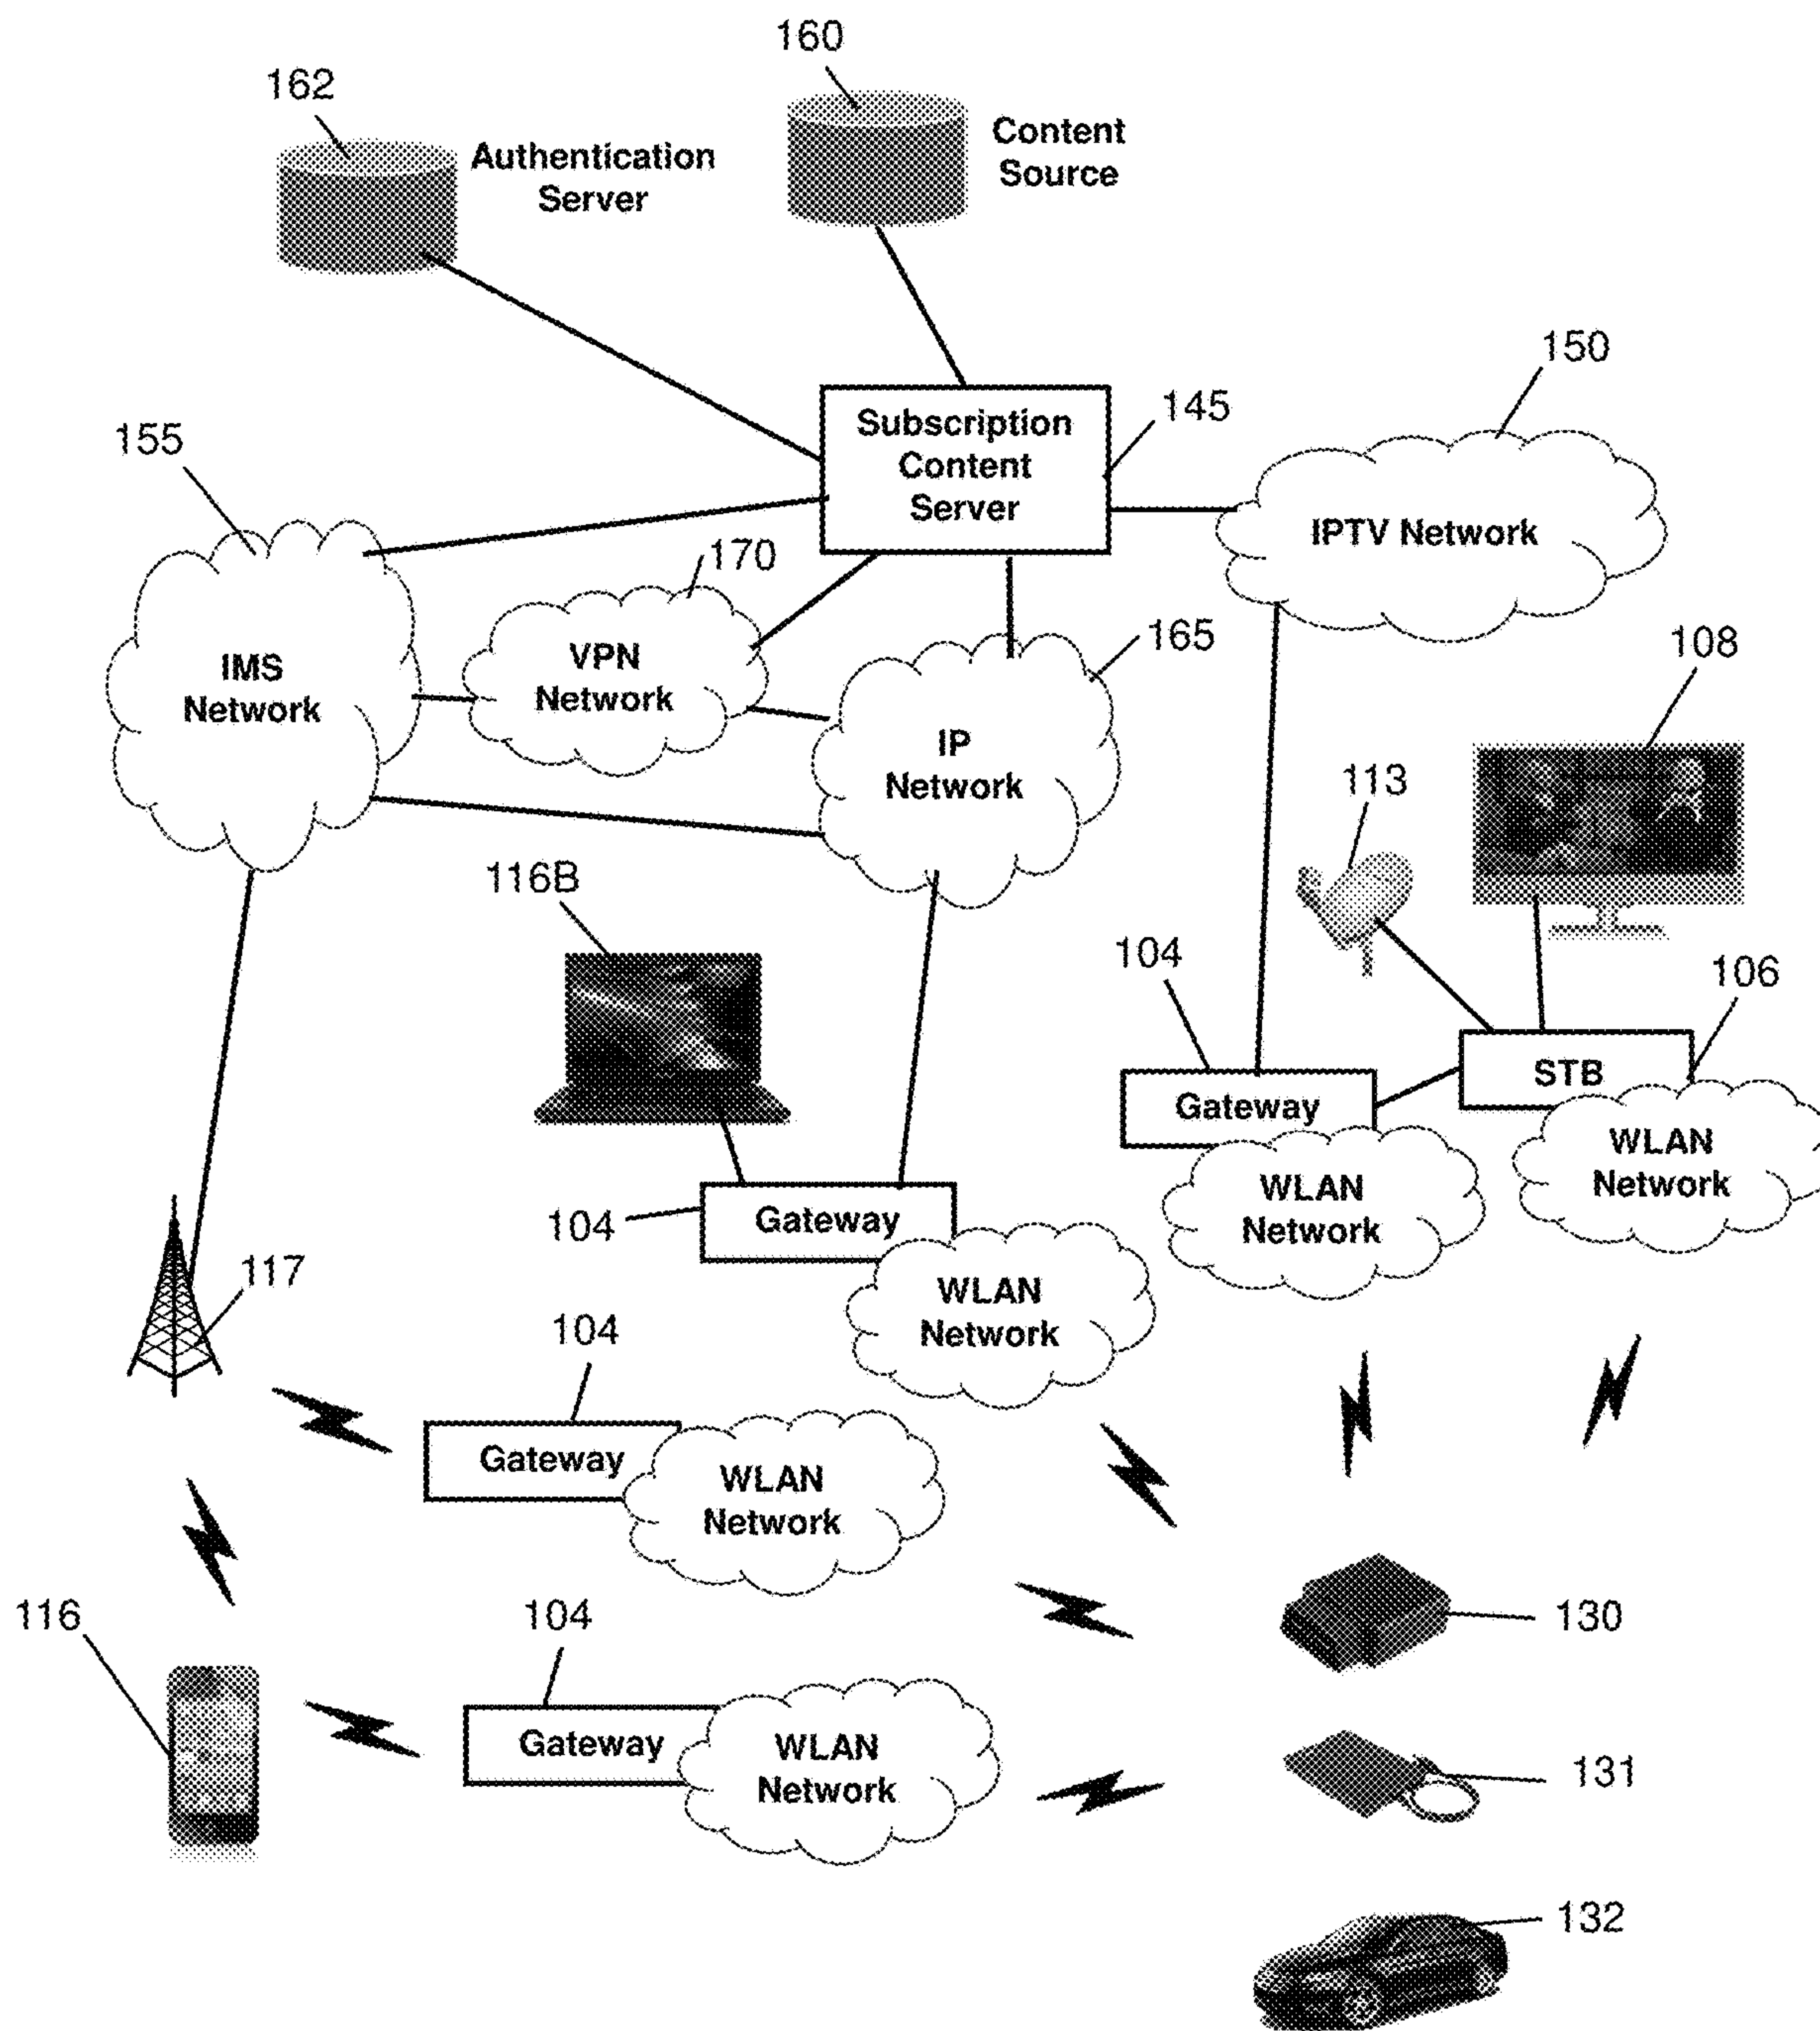 160
162
Authentication
Server
Content
Source
150
155
145
Subscription
Content
Server
IPTV Network
170
165
108
IMS
Network
VPN
Network
IP
Network
113
116B
104
106
STB
Gateway
WLAN
Network
WLAN
Network
104
Gateway
117
WLAN
Network
104
Gateway
WLAN
Network
116
104
130
Gateway
WLAN
Network
131
132